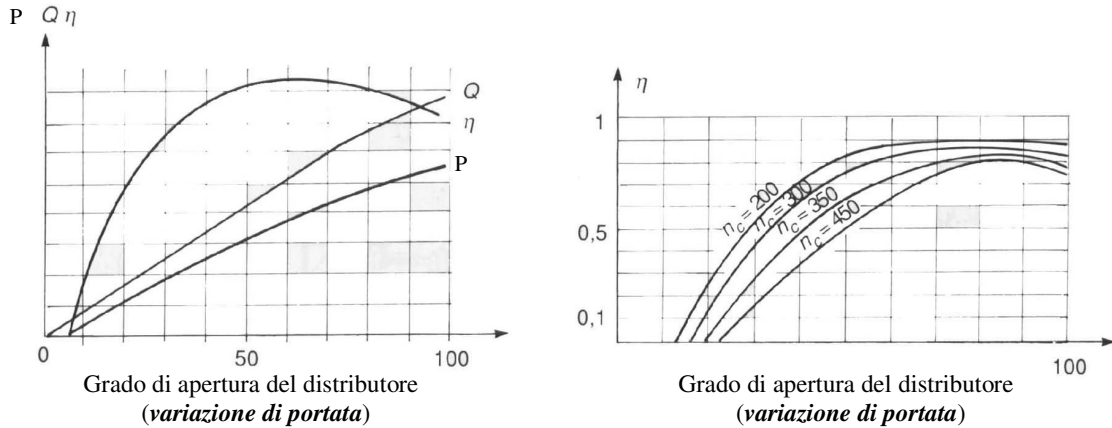 P Q η
Q
η
P
0 50 100
Grado di apertura del distributore
(variazione di portata)
η
1
0,5
0,1
n_c = 200
n_c = 300
n_c = 350
n_c = 450
100
Grado di apertura del distributore
(variazione di portata)